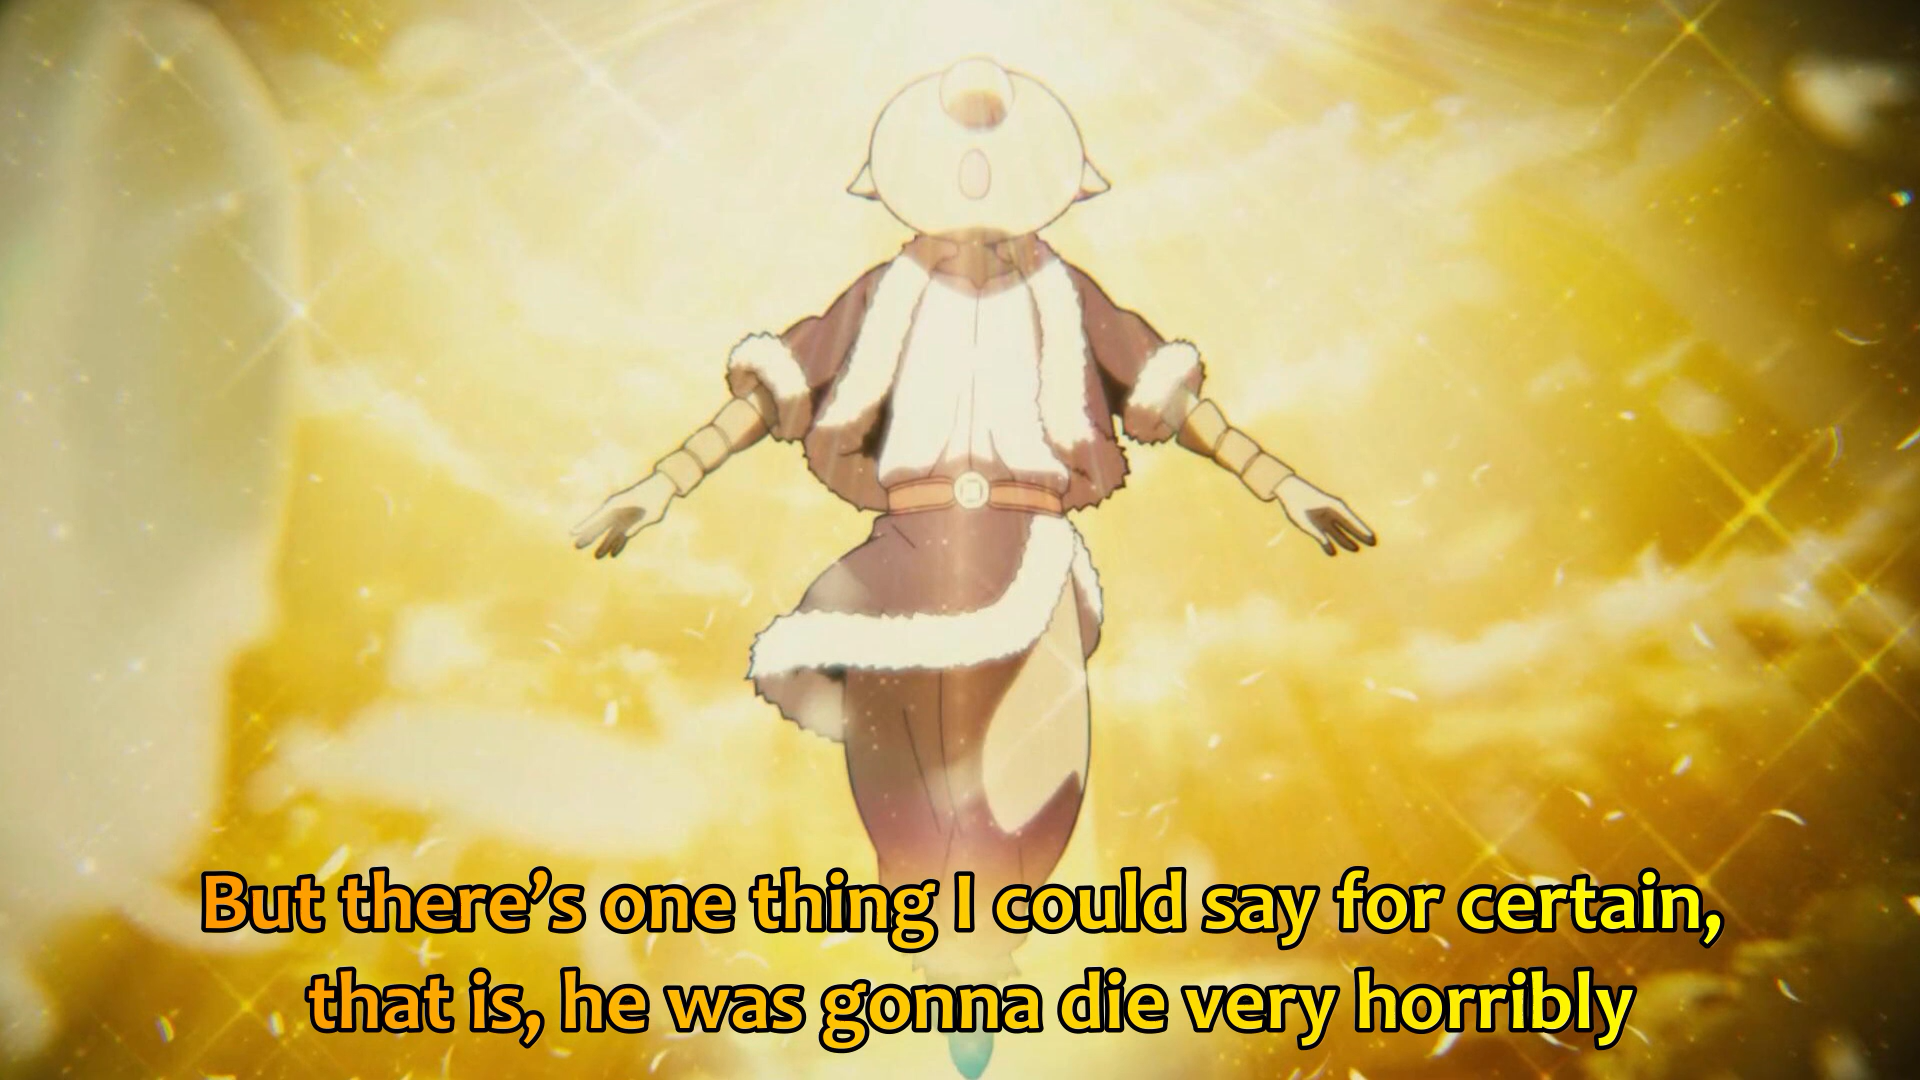 But there’s one thing I could say for certain,
that is, he was gonna die very horribly